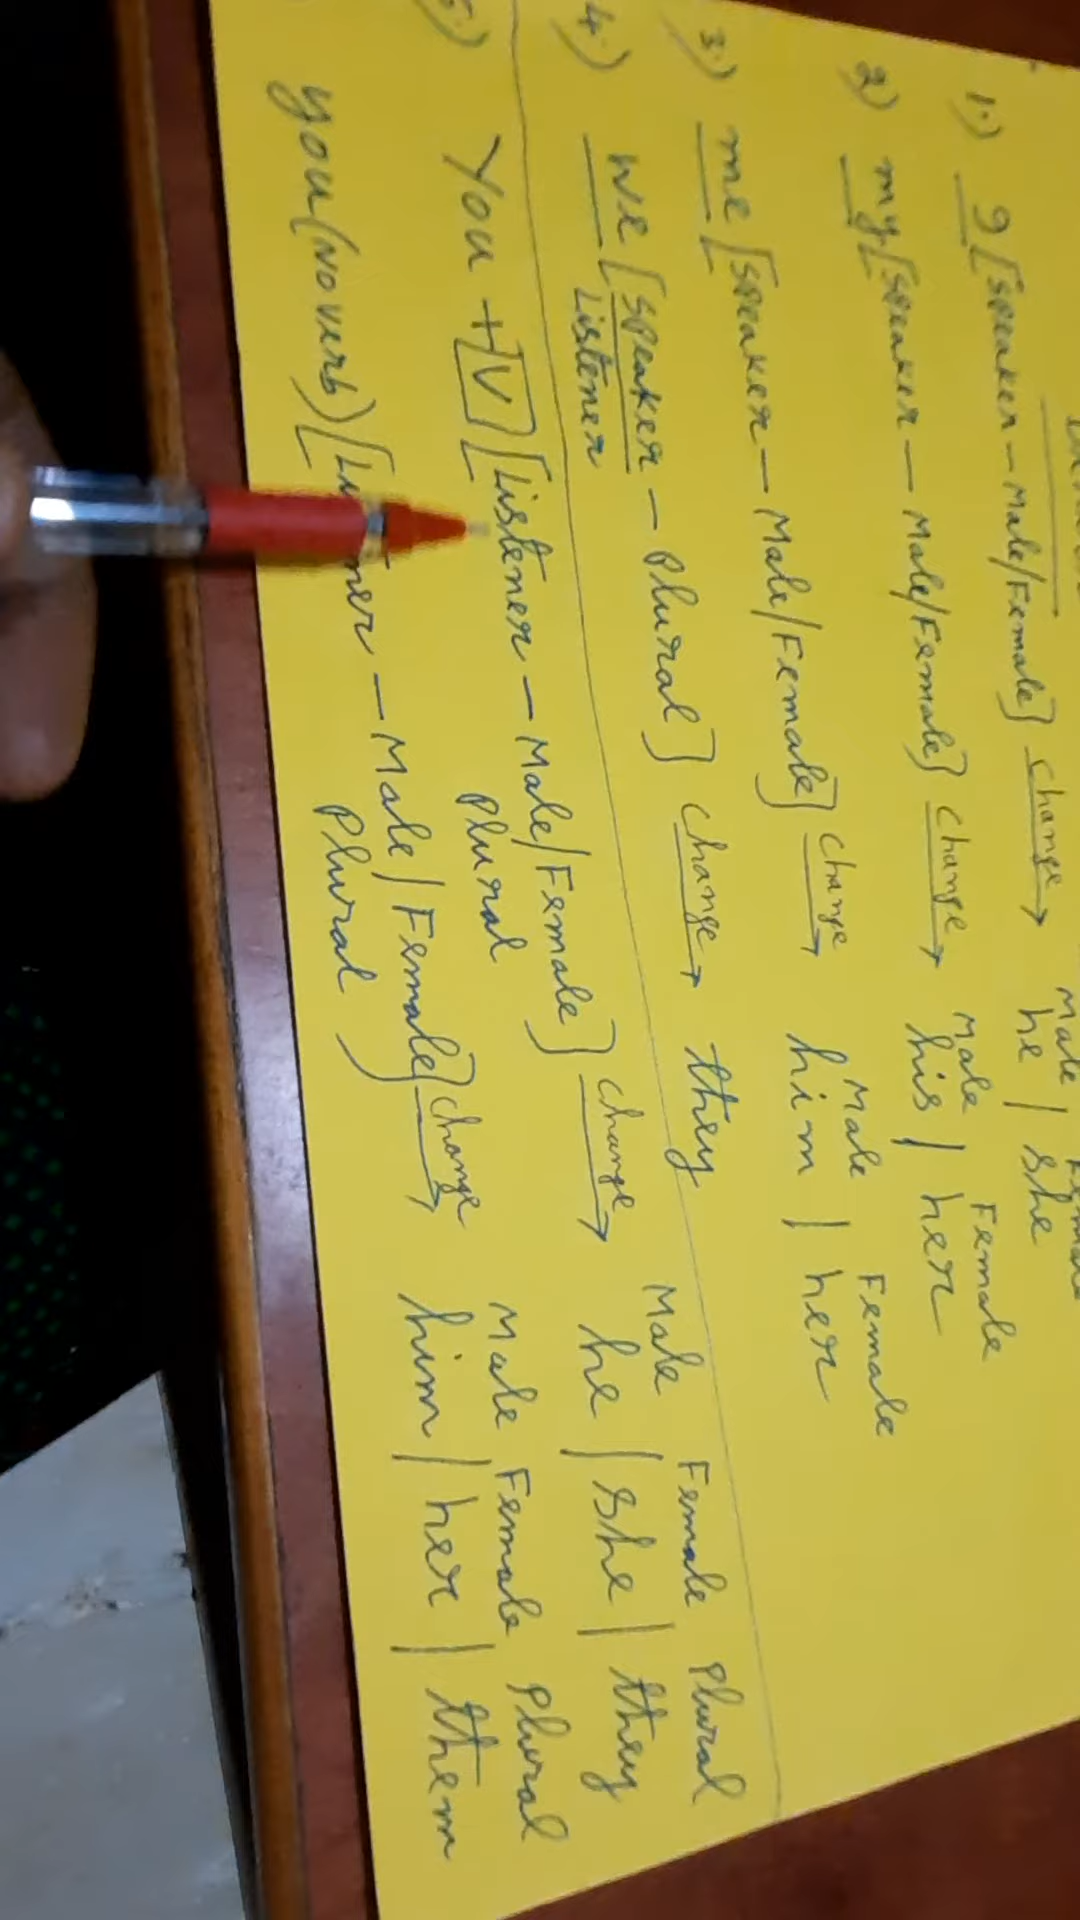 Male Female
1.) I [Speaker - Male/Female] change → he / she
Male Female
2) my [Speaker - Male/Female] change → his / her
Male Female
3.) me [Speaker - Male/Female] change → him / her
4.) we [Speaker - Plural] change → they
Listener
Male Female Plural
5.) You + V [Listener - Male/Female] change → he / she / they
Plural
Male Female Plural
you (no verb) [Listener - Male/Female] change → him / her / them
Plural